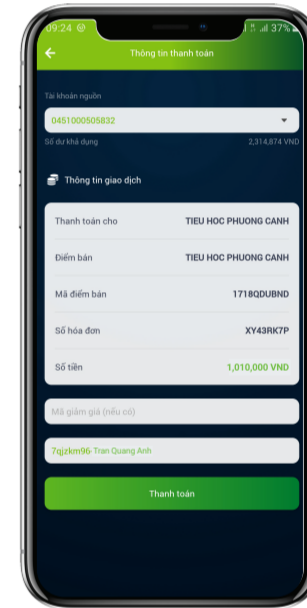 09:24
37%
Thông tin thanh toán
Tài khoản nguồn
0451000505832
Số dư khả dụng 2,314,874 VND
Thông tin giao dịch
Thanh toán cho TIEU HOC PHUONG CANH
Điểm bán TIEU HOC PHUONG CANH
Mã điểm bán 1718QDUBND
Số hóa đơn XY43RK7P
Số tiền 1,010,000 VND
Mã giảm giá (nếu có)
7qjzkm96-Tran Quang Anh
Thanh toán